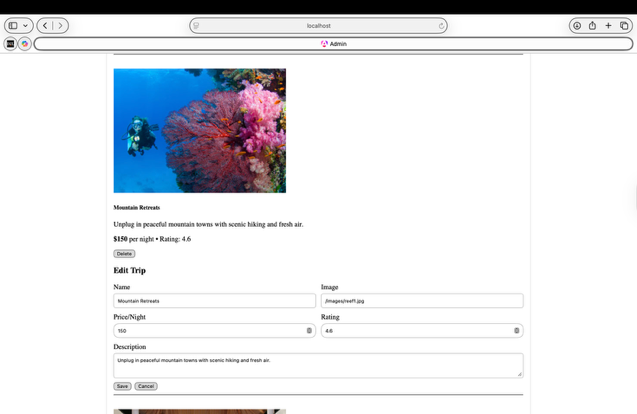 localhost
Admin
Mountain Retreats
Unplug in peaceful mountain towns with scenic hiking and fresh air.
$150 per night • Rating: 4.6
Delete
Edit Trip
Name
Image
Mountain Retreats
/images/reef1.jpg
Price/Night
Rating
150
4.6
Description
Unplug in peaceful mountain towns with scenic hiking and fresh air.
Save
Cancel